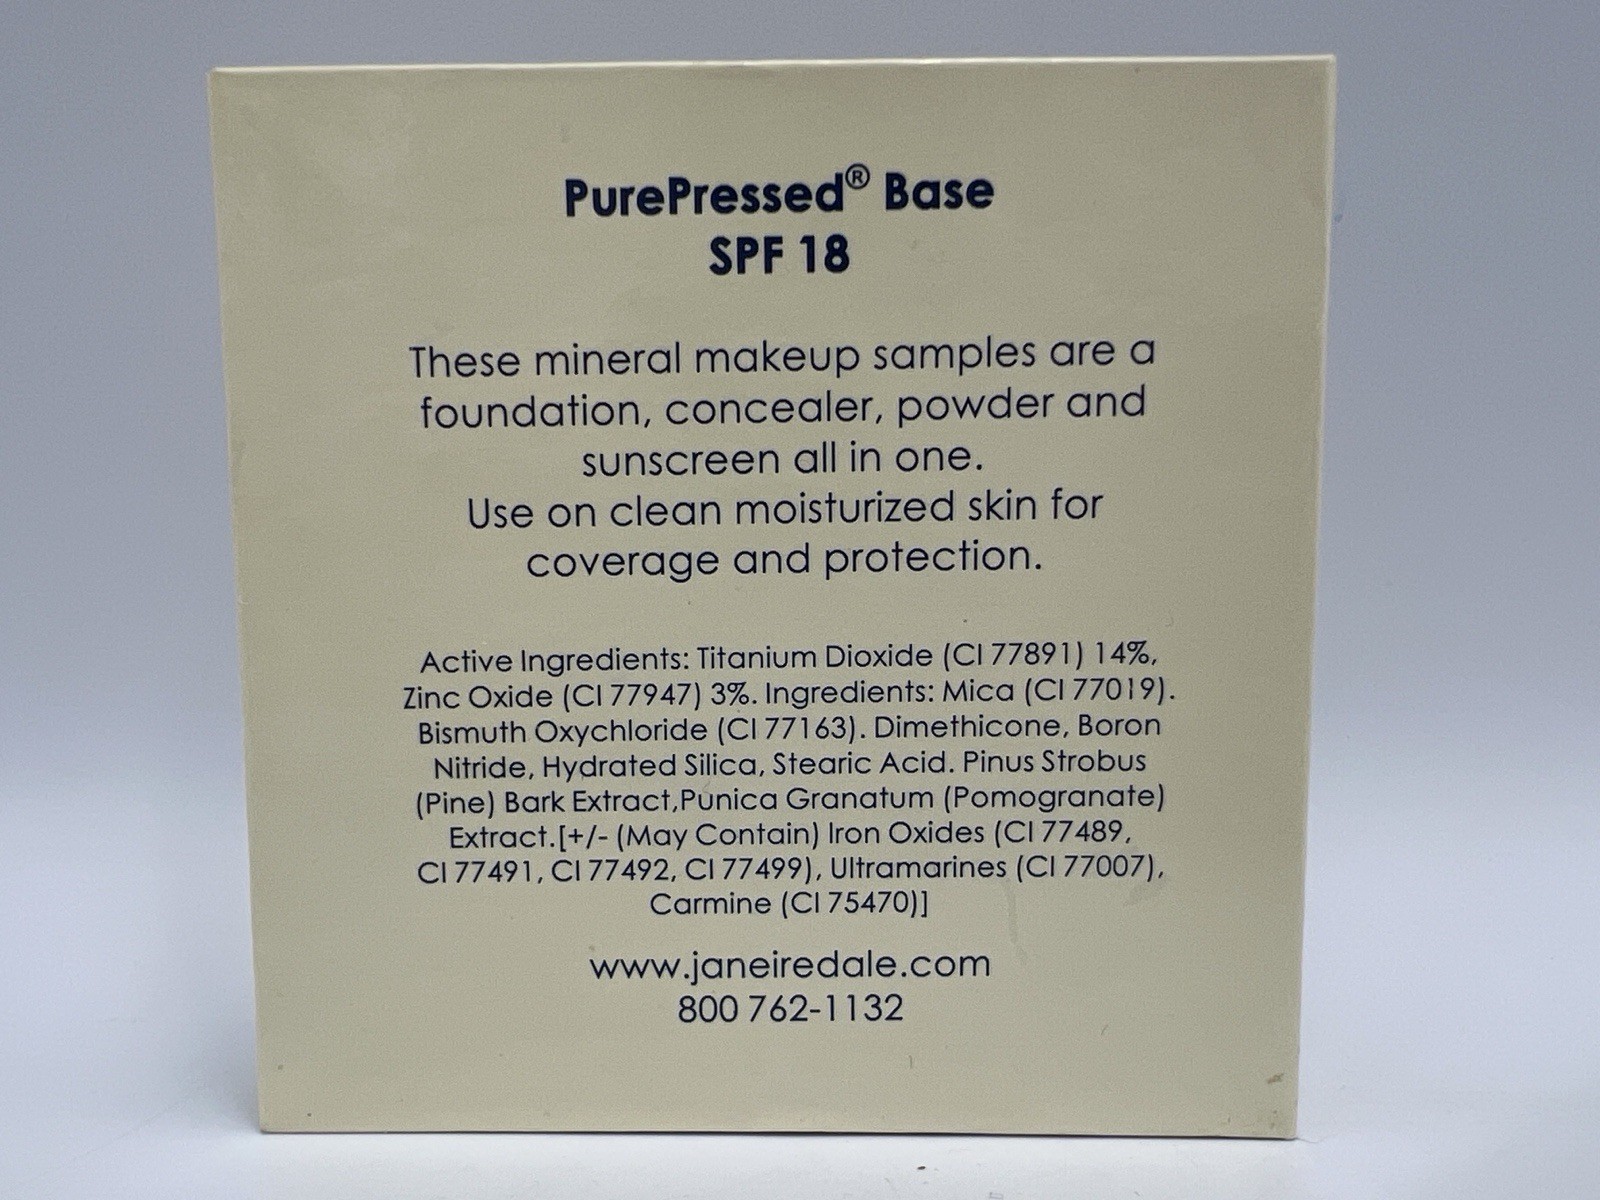 PurePressed® Base
SPF 18
These mineral makeup samples are a
foundation, concealer, powder and
sunscreen all in one.
Use on clean moisturized skin for
coverage and protection.
Active Ingredients: Titanium Dioxide (CI 77891) 14%,
Zinc Oxide (CI 77947) 3%. Ingredients: Mica (CI 77019).
Bismuth Oxychloride (CI 77163). Dimethicone, Boron
Nitride, Hydrated Silica, Stearic Acid. Pinus Strobus
(Pine) Bark Extract,Punica Granatum (Pomogranate)
Extract.[+/- (May Contain) Iron Oxides (CI 77489,
CI 77491, CI 77492, CI 77499), Ultramarines (CI 77007),
Carmine (CI 75470)]
www.janeiredale.com
800 762-1132